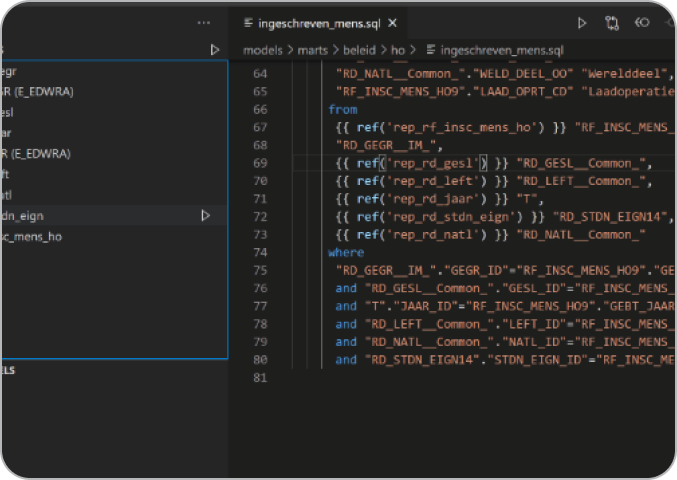 ingeschreven_mens.sql
models > marts > beleid > ho > ingeschreven_mens.sql
egr
GR (E_EDWRA)
esl
ar
R (E_EDWRA)
ft
tl
tdn_eign
sc_mens_ho
ELS
64 "RD_NATL__Common_"."WELD_DEEL_OO" "Werelddeel",
65 "RF_INSC_MENS_HO9"."LAAD_OPRT_CD" "Laadoperatie
66 from
67 {{ ref('rep_rf_insc_mens_ho') }} "RF_INSC_MENS_
68 "RD_GEGR__IM_",
69 {{ ref('rep_rd_gesl') }} "RD_GESL__Common_",
70 {{ ref('rep_rd_left') }} "RD_LEFT__Common_",
71 {{ ref('rep_rd_jaar') }} "T",
72 {{ ref('rep_rd_stdn_eign') }} "RD_STDN_EIGN14",
73 {{ ref('rep_rd_natl') }} "RD_NATL__Common_"
74 where
75 "RD_GEGR__IM_"."GEGR_ID"="RF_INSC_MENS_HO9"."GE
76 and "RD_GESL__Common_"."GESL_ID"="RF_INSC_MENS_
77 and "T"."JAAR_ID"="RF_INSC_MENS_HO9"."GEBT_JAAR
78 and "RD_LEFT__Common_"."LEFT_ID"="RF_INSC_MENS_
79 and "RD_NATL__Common_"."NATL_ID"="RF_INSC_MENS_
80 and "RD_STDN_EIGN14"."STDN_EIGN_ID"="RF_INSC_ME
81